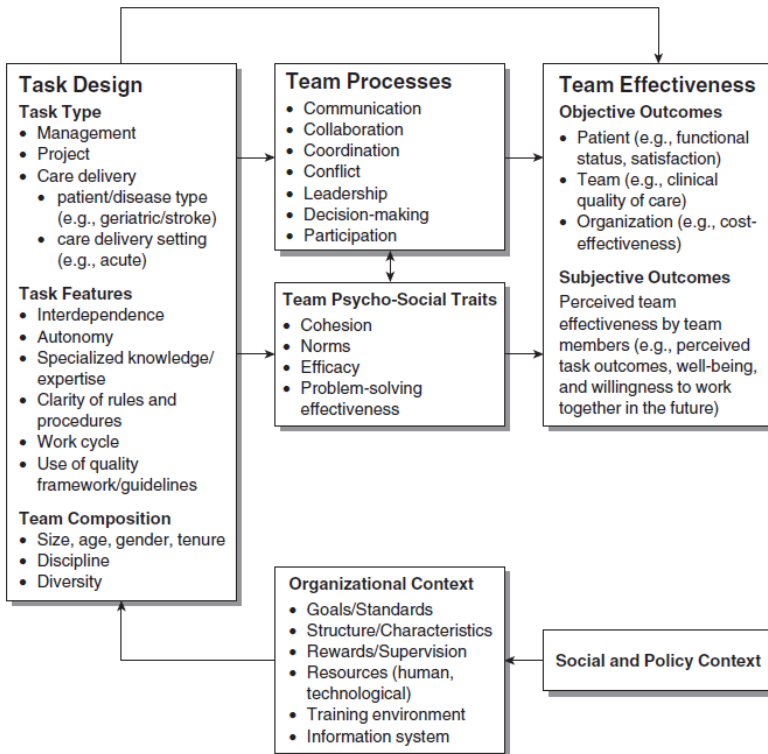 Task Design
Task Type
• Management
• Project
• Care delivery
• patient/disease type
(e.g., geriatric/stroke)
• care delivery setting
(e.g., acute)
Task Features
• Interdependence
• Autonomy
• Specialized knowledge/
expertise
• Clarity of rules and
procedures
• Work cycle
• Use of quality
framework/guidelines
Team Composition
• Size, age, gender, tenure
• Discipline
• Diversity
Team Processes
• Communication
• Collaboration
• Coordination
• Conflict
• Leadership
• Decision-making
• Participation
Team Psycho-Social Traits
• Cohesion
• Norms
• Efficacy
• Problem-solving
effectiveness
Team Effectiveness
Objective Outcomes
• Patient (e.g., functional
status, satisfaction)
• Team (e.g., clinical
quality of care)
• Organization (e.g., cost-
effectiveness)
Subjective Outcomes
Perceived team
effectiveness by team
members (e.g., perceived
task outcomes, well-being,
and willingness to work
together in the future)
Organizational Context
• Goals/Standards
• Structure/Characteristics
• Rewards/Supervision
• Resources (human,
technological)
• Training environment
• Information system
Social and Policy Context